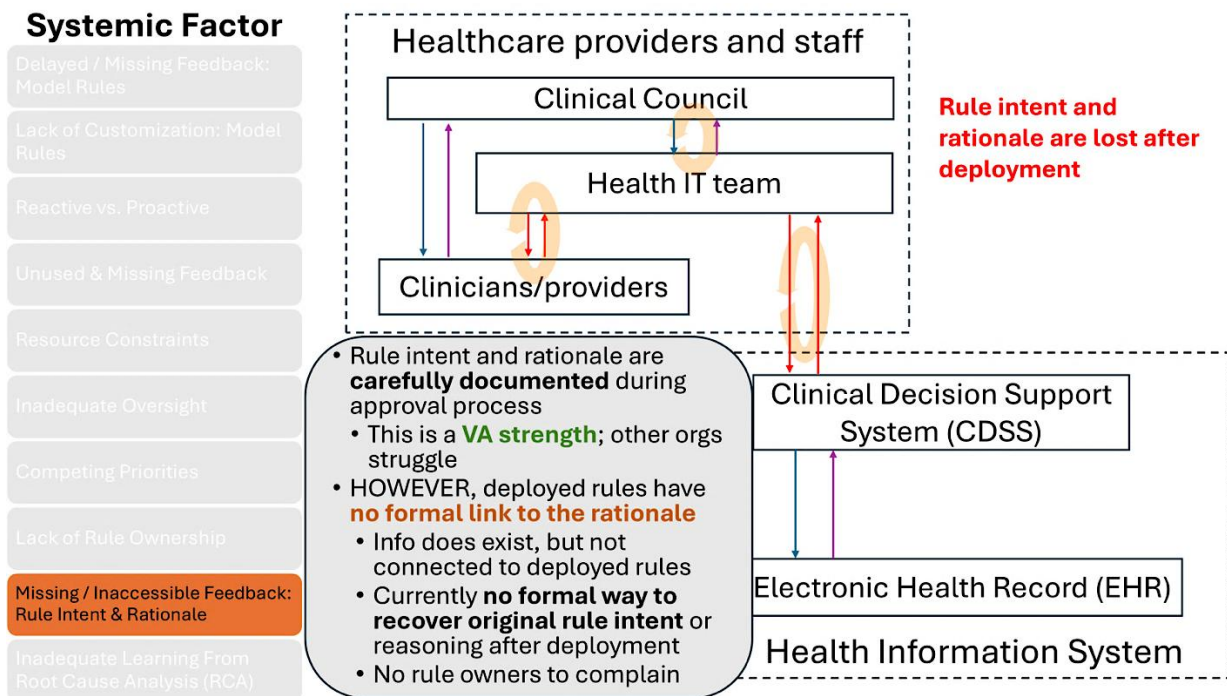 Systemic Factor
Delayed / Missing Feedback:
Model Rules
Lack of Customization: Model
Rules
Reactive vs. Proactive
Unused & Missing Feedback
Resource Constraints
Inadequate Oversight
Competing Priorities
Lack of Rule Ownership
Missing / Inaccessible Feedback:
Rule Intent & Rationale
Inadequate Learning From
Root Cause Analysis (RCA)
Healthcare providers and staff
Clinical Council
Health IT team
Clinicians/providers
Rule intent and
rationale are lost after
deployment
• Rule intent and rationale are
carefully documented during
approval process
• This is a VA strength; other orgs
struggle
• HOWEVER, deployed rules have
no formal link to the rationale
• Info does exist, but not
connected to deployed rules
• Currently no formal way to
recover original rule intent or
reasoning after deployment
• No rule owners to complain
Clinical Decision Support
System (CDSS)
Electronic Health Record (EHR)
Health Information System